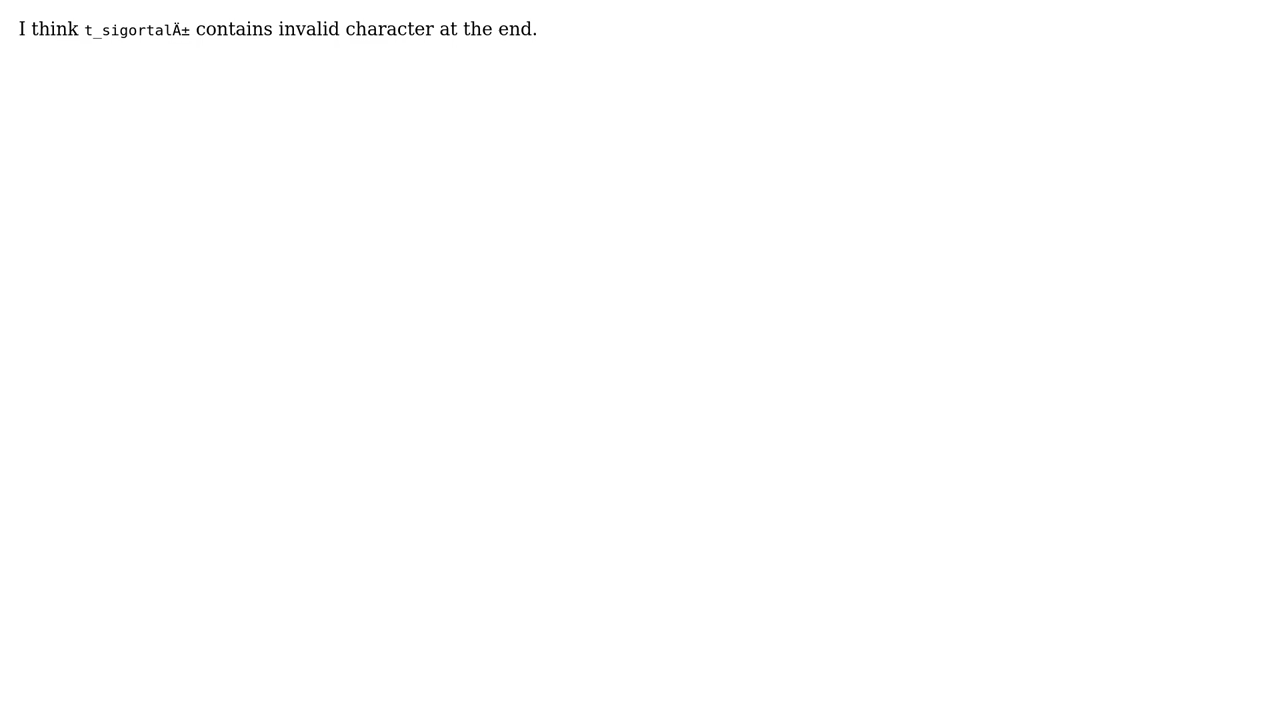 I think t_sigortalÄ± contains invalid character at the end.